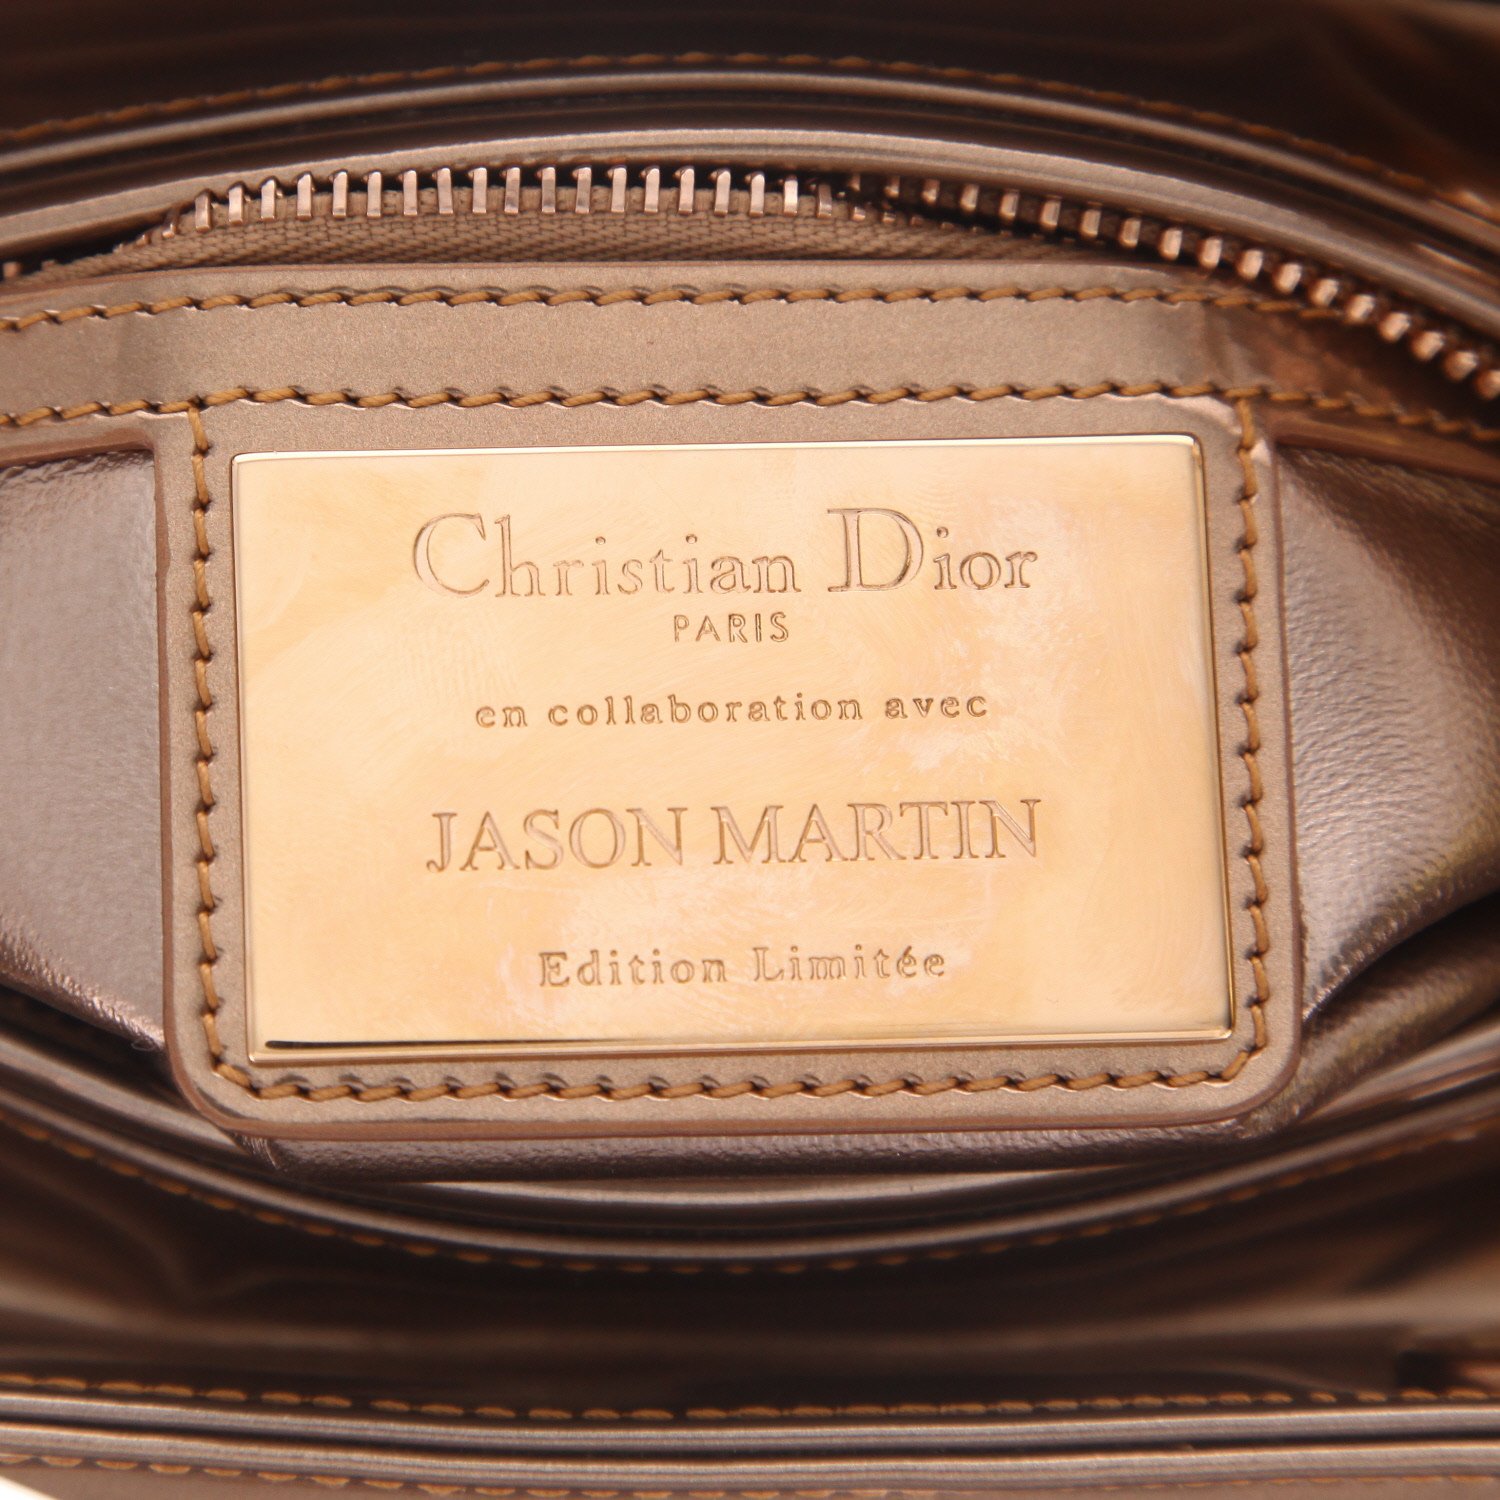 Christian Dior
PARIS
en collaboration avec
JASON MARTIN
Edition Limitée